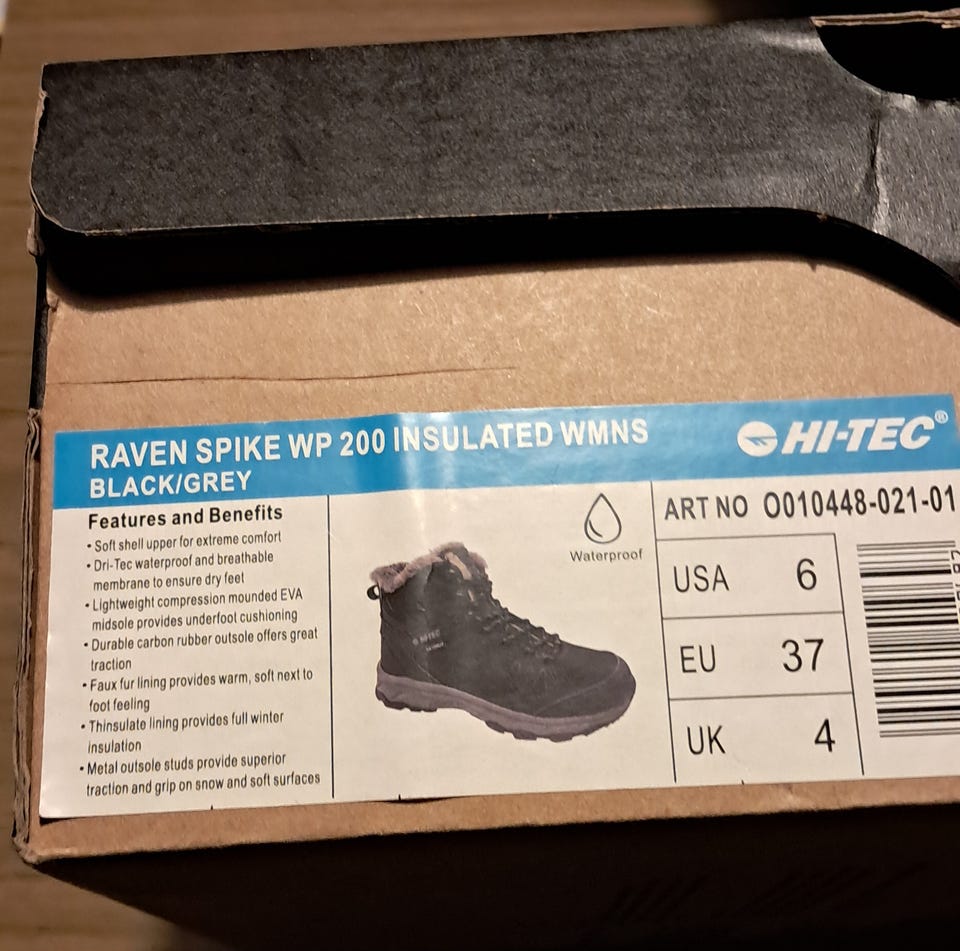 RAVEN SPIKE WP 200 INSULATED WMNS
BLACK/GREY
HI-TEC®
Features and Benefits
• Soft shell upper for extreme comfort
• Dri-Tec waterproof and breathable
membrane to ensure dry feet
• Lightweight compression mounded EVA
midsole provides underfoot cushioning
• Durable carbon rubber outsole offers great
traction
• Faux fur lining provides warm, soft next to
foot feeling
• Thinsulate lining provides full winter
insulation
• Metal outsole studs provide superior
traction and grip on snow and soft surfaces
Waterproof
HI-TEC
ART NO O010448-021-01
USA 6
EU 37
UK 4